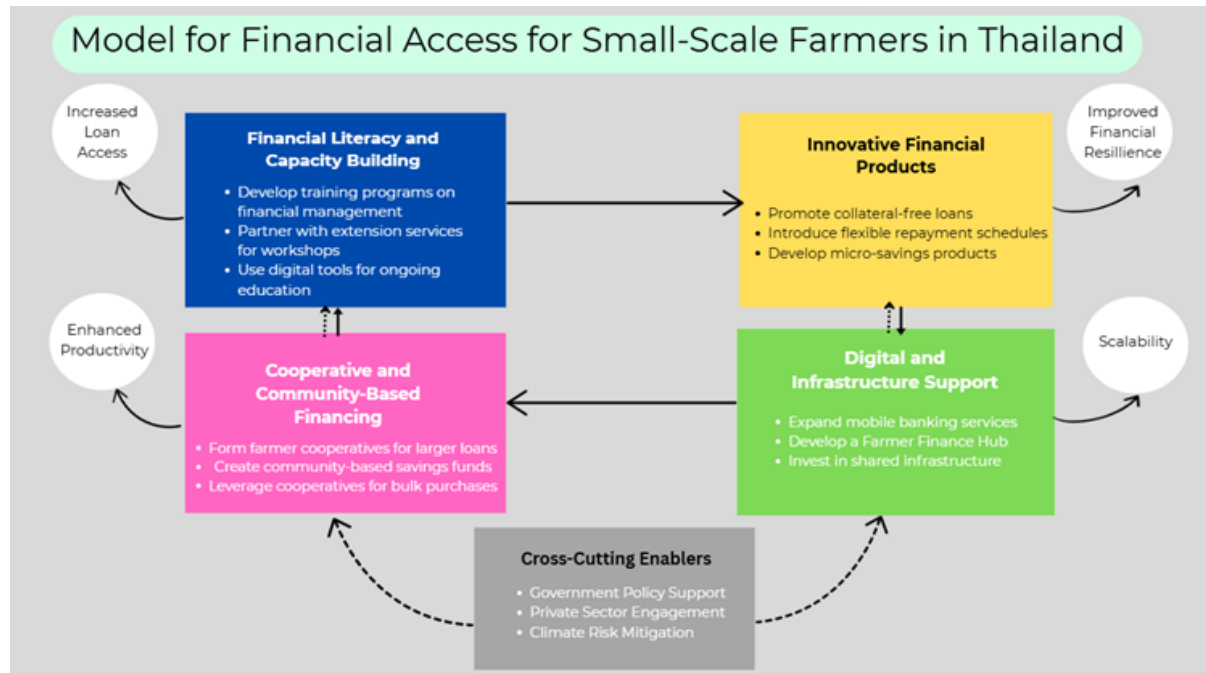 Model for Financial Access for Small-Scale Farmers in Thailand
Increased
Loan
Access
Financial Literacy and
Capacity Building
• Develop training programs on
financial management
• Partner with extension services
for workshops
• Use digital tools for ongoing
education
Innovative Financial
Products
• Promote collateral-free loans
• Introduce flexible repayment schedules
• Develop micro-savings products
Improved
Financial
Resillience
Enhanced
Productivity
Cooperative and
Community-Based
Financing
• Form farmer cooperatives for larger loans
• Create community-based savings funds
• Leverage cooperatives for bulk purchases
Digital and
Infrastructure Support
• Expand mobile banking services
• Develop a Farmer Finance Hub
• Invest in shared infrastructure
Scalability
Cross-Cutting Enablers
• Government Policy Support
• Private Sector Engagement
• Climate Risk Mitigation